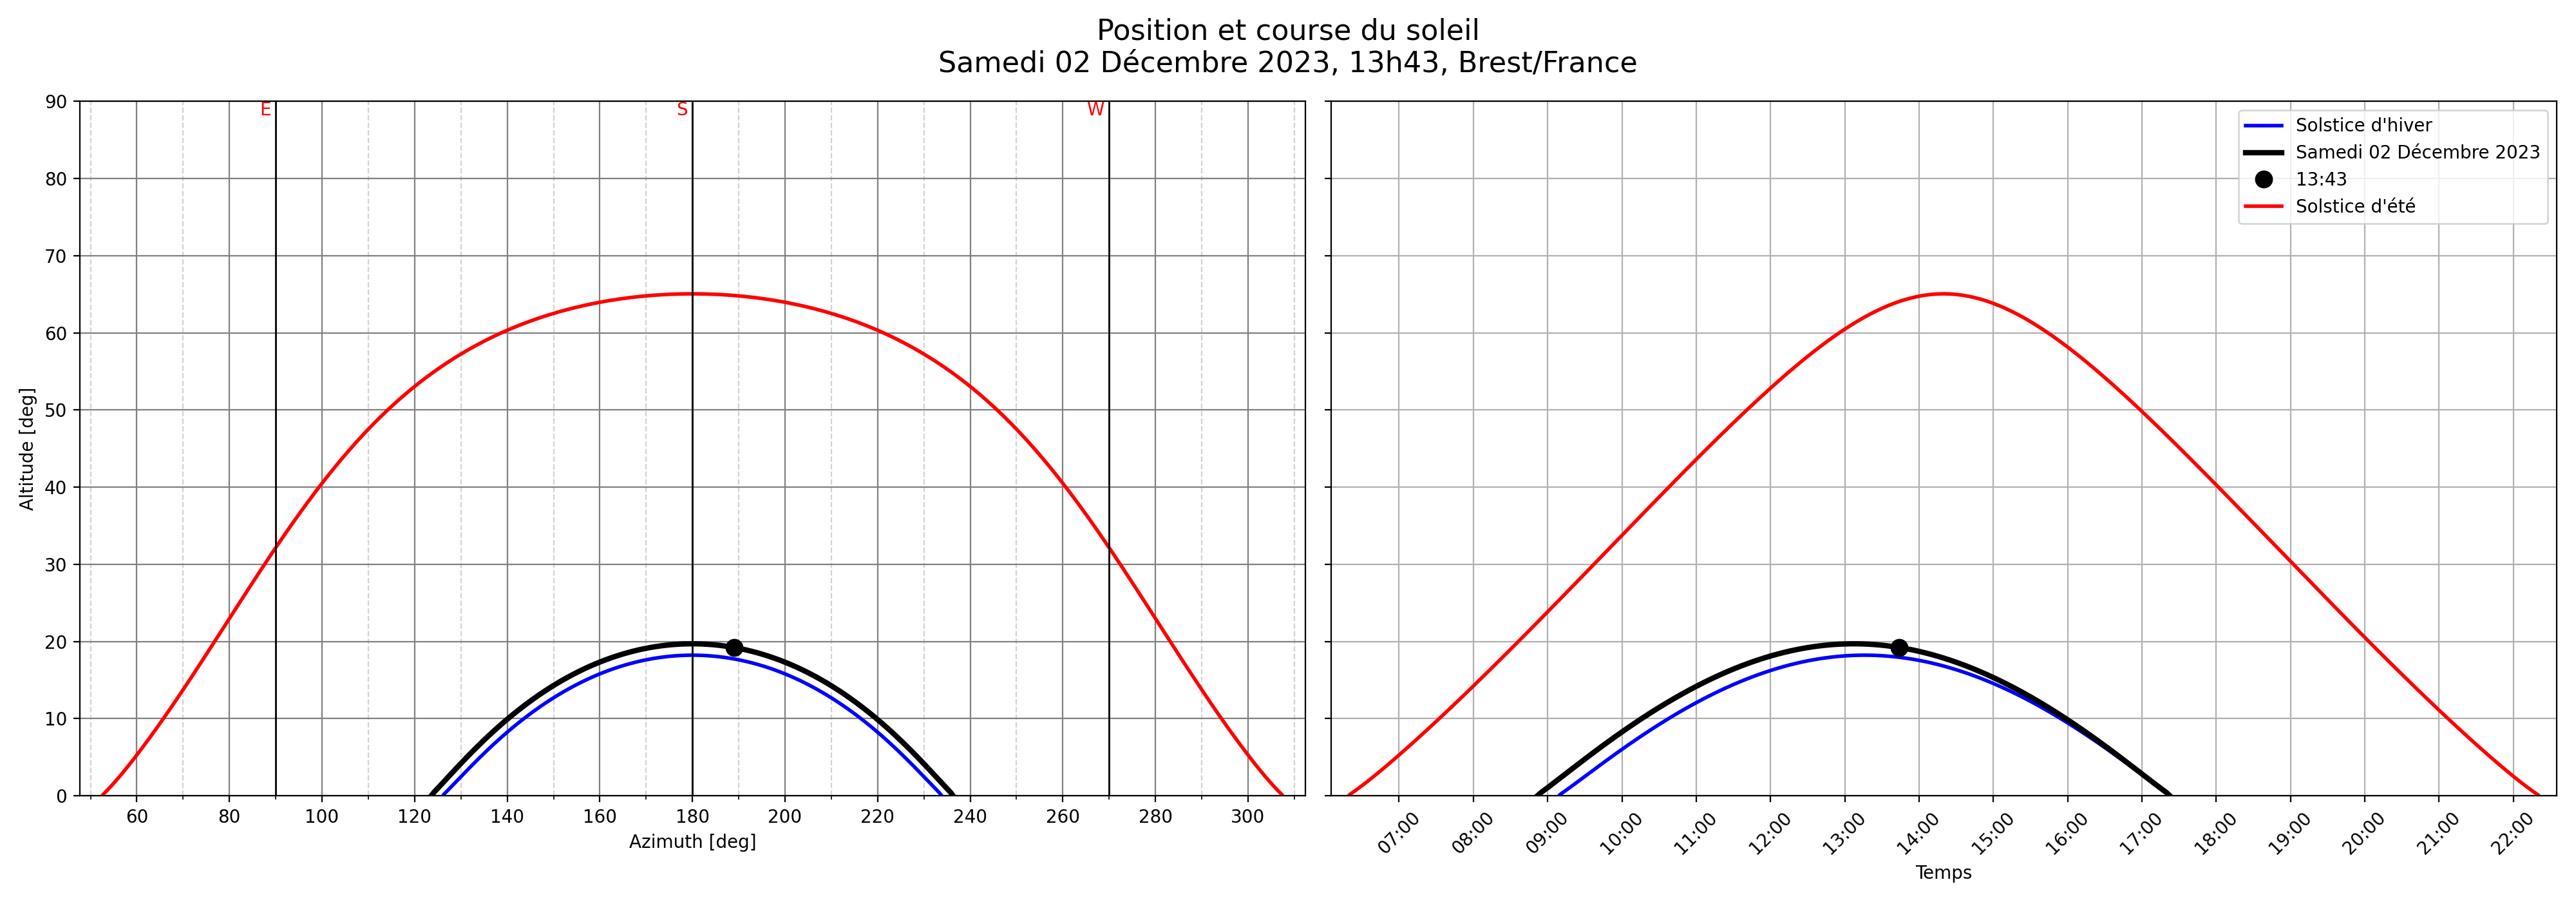 Position et course du soleil
Samedi 02 Décembre 2023, 13h43, Brest/France
E
S
W
90
80
70
60
50
40
30
20
10
0
Altitude [deg]
60 80 100 120 140 160 180 200 220 240 260 280 300
Azimuth [deg]
Solstice d'hiver
Samedi 02 Décembre 2023
13:43
Solstice d'été
07:00 08:00 09:00 10:00 11:00 12:00 13:00 14:00 15:00 16:00 17:00 18:00 19:00 20:00 21:00 22:00
Temps